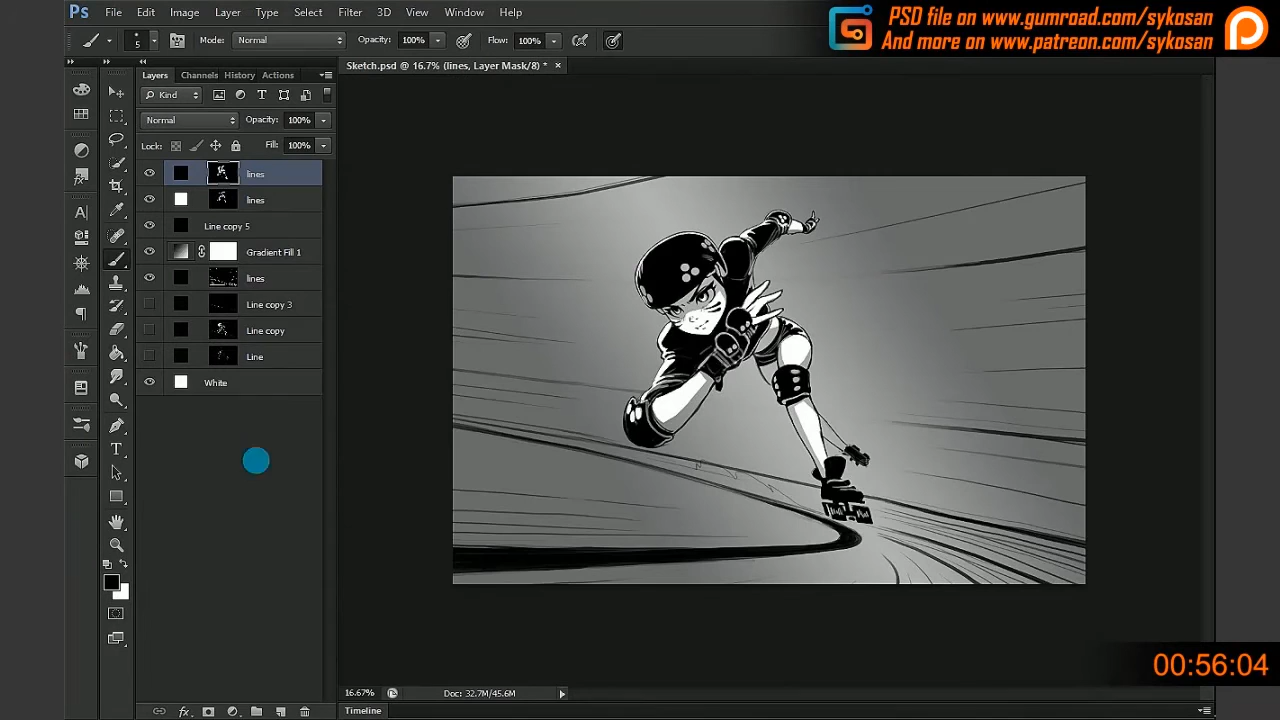 Ps File Edit Image Layer Type Select Filter 3D View Window Help
PSD file on www.gumroad.com/sykosan
And more on www.patreon.com/sykosan
5 Mode: Normal Opacity: 100% Flow: 100%
Sketch.psd @ 16.7% (lines, Layer Mask/8) * ×
Layers Channels History Actions
Kind
Normal Opacity: 100%
Lock: Fill: 100%
lines
lines
Line copy 5
Gradient Fill 1
lines
Line copy 3
Line copy
Line
White
00:56:04
16.67% Doc: 32.7M/45.6M
Timeline